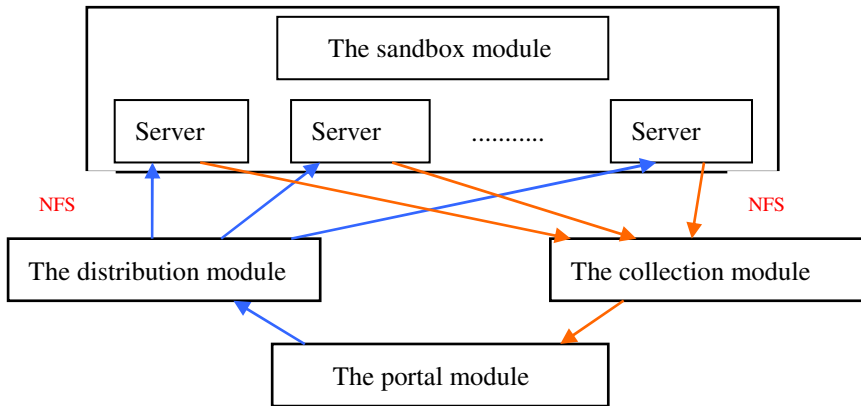 The sandbox module
Server
Server
...........
Server
NFS
NFS
The distribution module
The collection module
The portal module